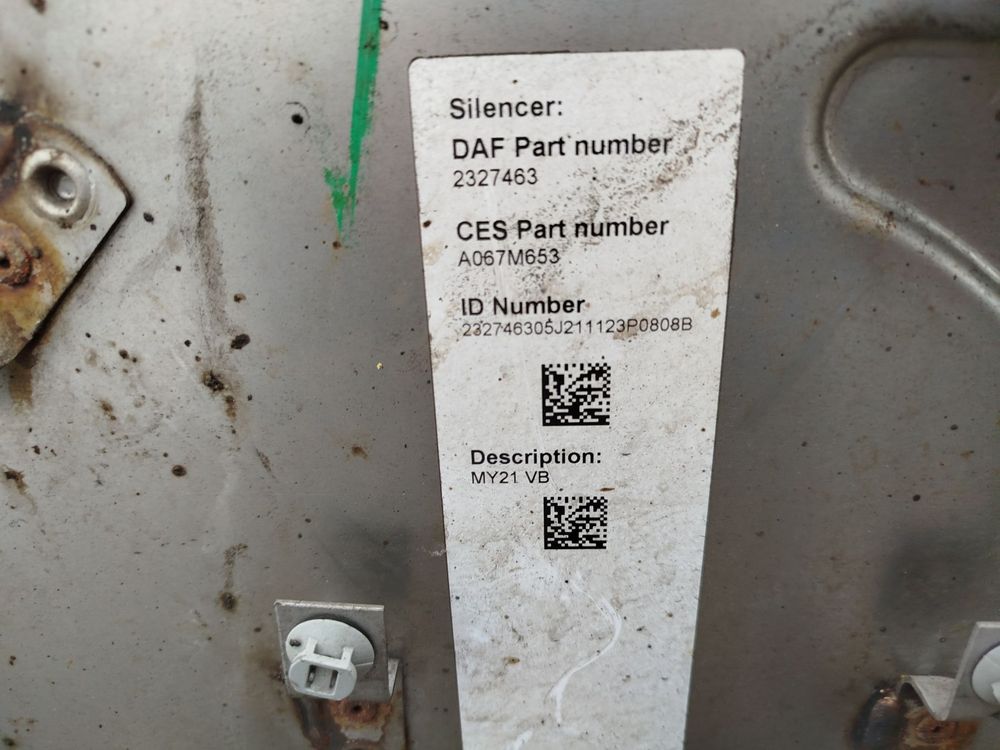 Silencer:
DAF Part number
2327463
CES Part number
A067M653
ID Number
232746305J211123P0808B
Description:
MY21 VB